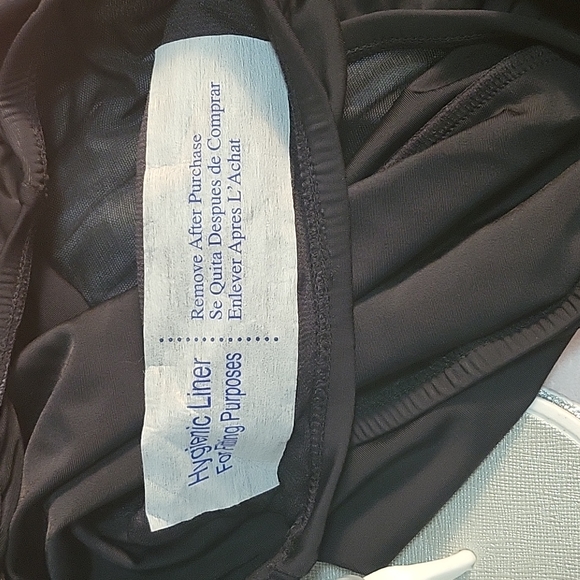 Hygienic Liner
For Fitting Purposes
Remove After Purchase
Se Quita Despues de Comprar
Enlever Apres L'Achat